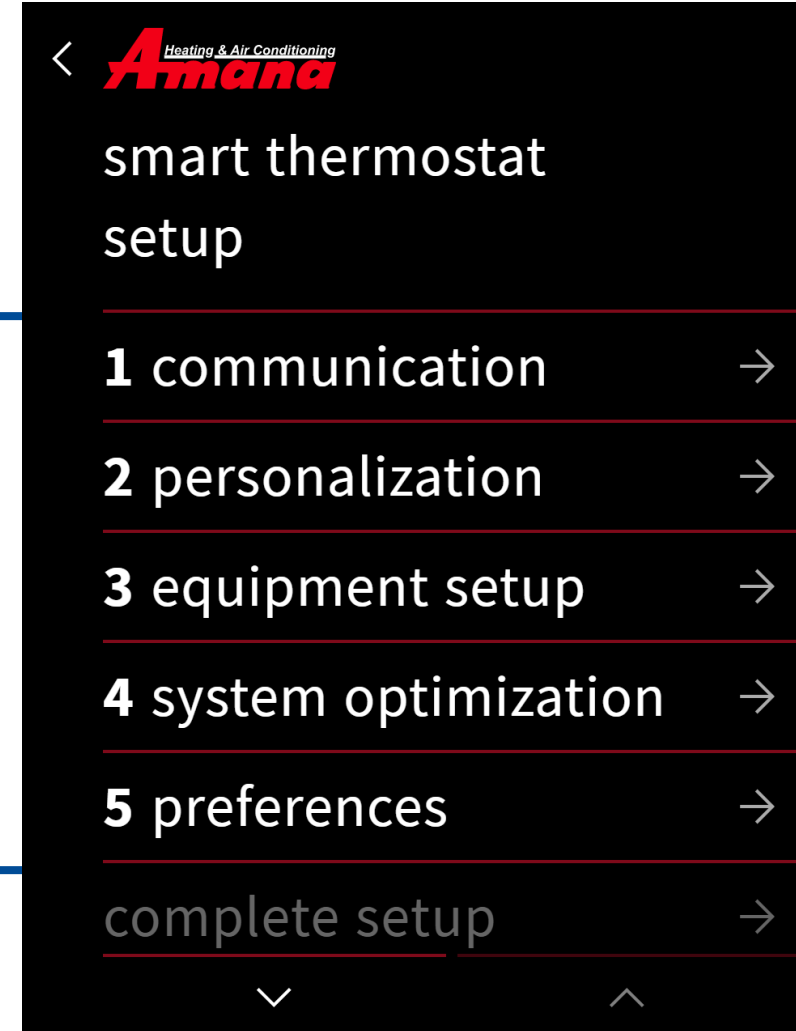 Heating & Air Conditioning
Amana
smart thermostat
setup
1 communication
2 personalization
3 equipment setup
4 system optimization
5 preferences
complete setup